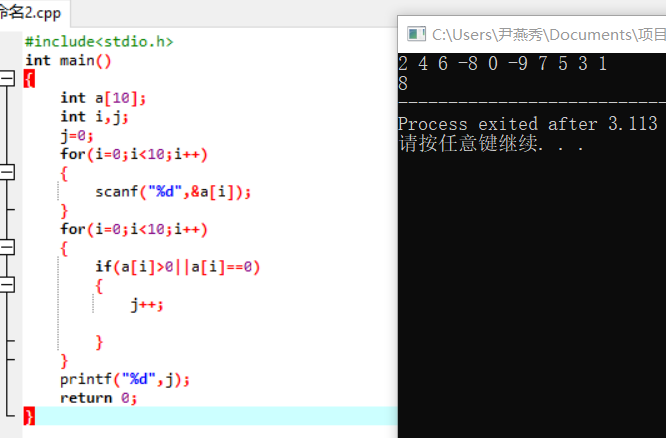 命名2.cpp
#include<stdio.h>
int main()
{
    int a[10];
    int i,j;
    j=0;
    for(i=0;i<10;i++)
    {
        scanf("%d",&a[i]);
    }
    for(i=0;i<10;i++)
    {
        if(a[i]>0||a[i]==0)
        {
            j++;

        }
    }
    printf("%d",j);
    return 0;
}
C:\Users\尹燕秀\Documents\项目
2 4 6 -8 0 -9 7 5 3 1
8
--------------------------
Process exited after 3.113
请按任意键继续. . .